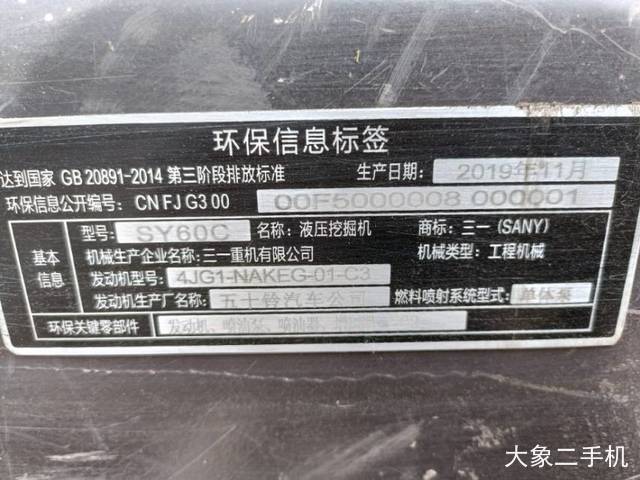 环保信息标签
达到国家 GB 20891-2014 第三阶段排放标准 生产日期: 2019年11月
环保信息公开编号: CN FJ G3 00 00F5000008 000001
基本信息
型号: SY60C 名称: 液压挖掘机 商标: 三一 (SANY)
机械生产企业名称: 三一重机有限公司 机械类型: 工程机械
发动机型号: 4JG1-NAKEG-01-C3
发动机生产厂名称: 五十铃汽车公司 燃料喷射系统型式: 单体泵
环保关键零部件 发动机、喷油泵、喷油器
大象二手机